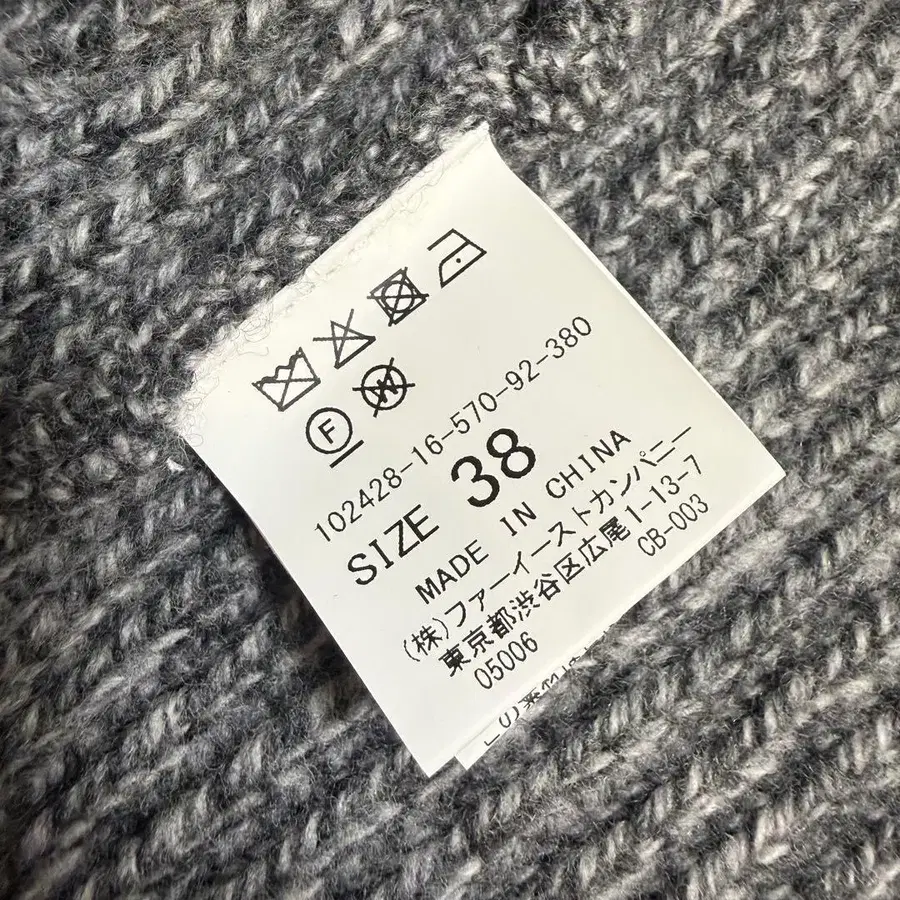 F
W
102428-16-570-92-380
SIZE 38
MADE IN CHINA
(株)ファーイーストカンパニー
東京都渋谷区広尾1-13-7
05006 CB-003